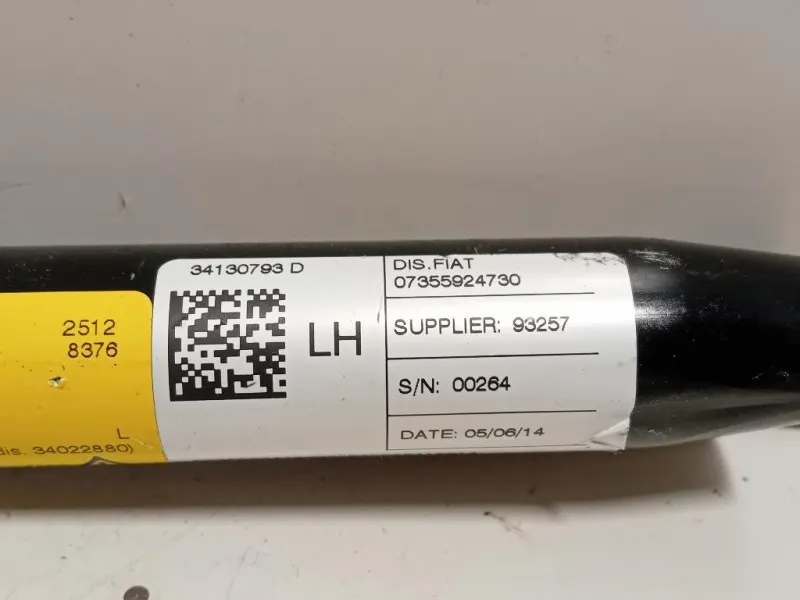 2512
8376
L
dis. 34022880)
34130793 D
LH
DIS.FIAT
07355924730
SUPPLIER: 93257
S/N: 00264
DATE: 05/06/14